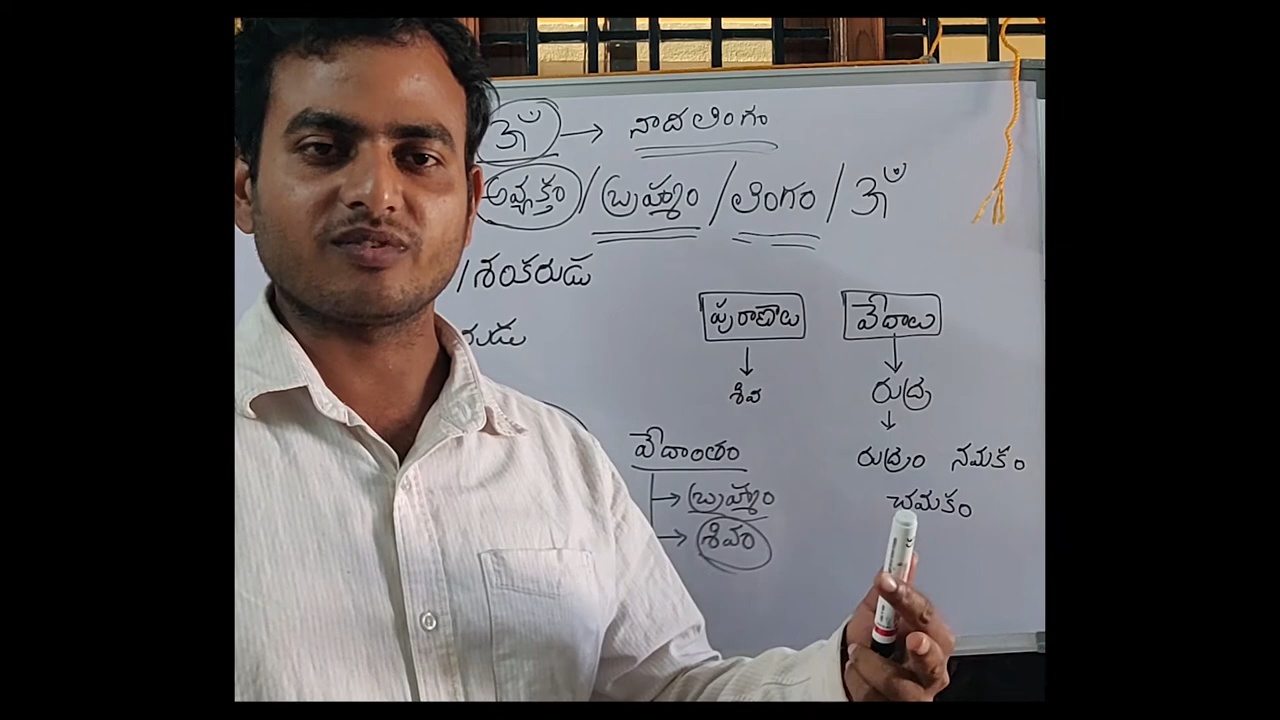 ॐ → నాదలింగం
అవ్యక్తం / బ్రహ్మం / లింగం / ॐ
/ శంకరుడు
రుడు
పురాణాలు వేదాలు
శివ రుద్ర
వేదాంతం రుద్రం నమకం
→ బ్రహ్మం చమకం
→ శివం